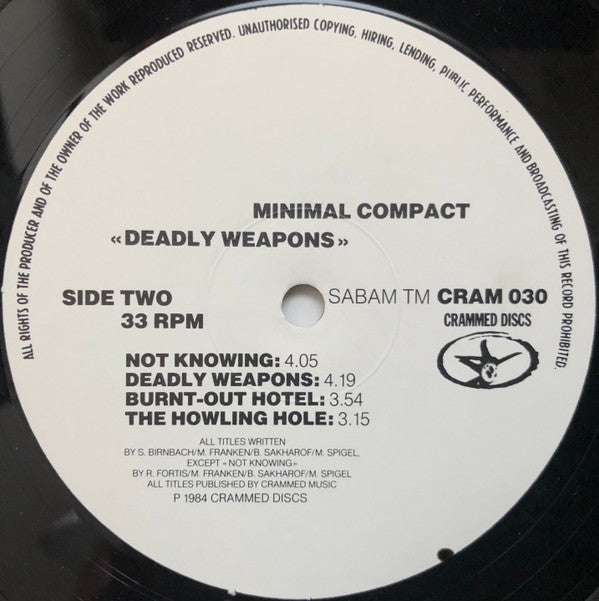 ALL RIGHTS OF THE PRODUCER AND OF THE OWNER OF THE WORK REPRODUCED RESERVED. UNAUTHORISED COPYING, HIRING, LENDING, PUBLIC PERFORMANCE AND BROADCASTING OF THIS RECORD PROHIBITED.
MINIMAL COMPACT
«DEADLY WEAPONS»
SIDE TWO
33 RPM
SABAM TM CRAM 030
CRAMMED DISCS
NOT KNOWING: 4.05
DEADLY WEAPONS: 4.19
BURNT-OUT HOTEL: 3.54
THE HOWLING HOLE: 3.15
ALL TITLES WRITTEN
BY S. BIRNBACH/M. FRANKEN/B. SAKHAROF/M. SPIGEL,
EXCEPT «NOT KNOWING»
BY R. FORTIS/M. FRANKEN/B. SAKHAROF/M. SPIGEL
ALL TITLES PUBLISHED BY CRAMMED MUSIC
P 1984 CRAMMED DISCS